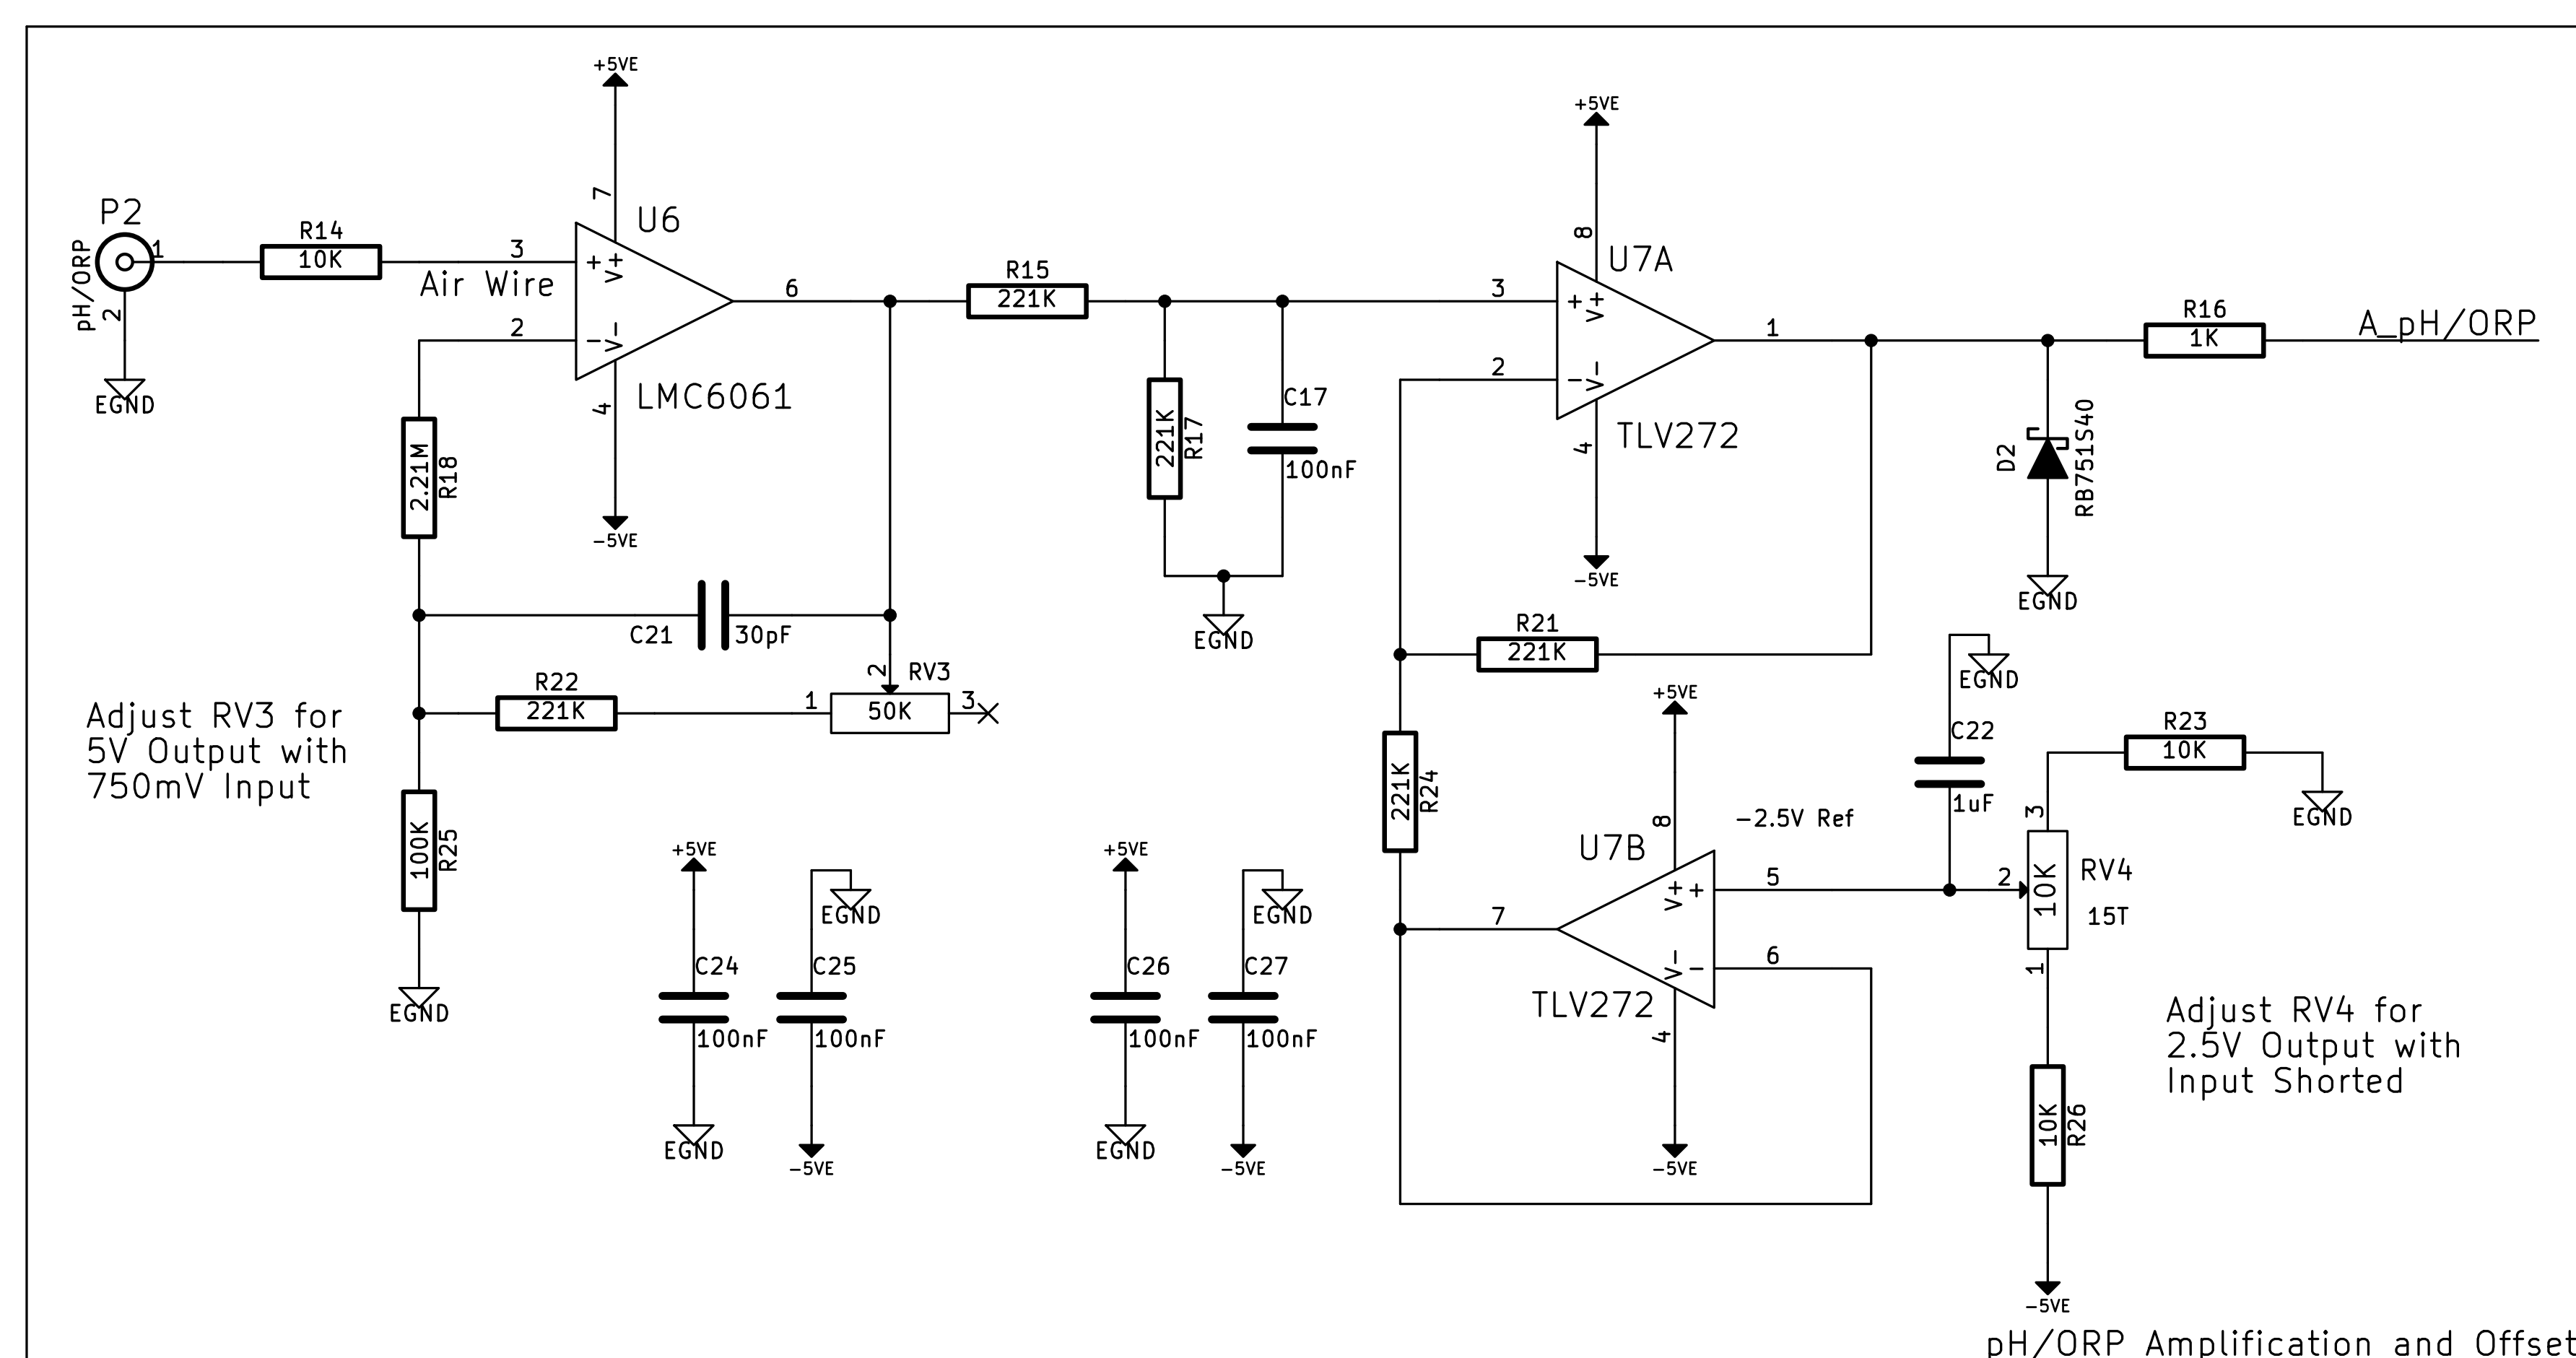 +5VE
+5VE
7
8
P2
1
pH/ORP
2
EGND
R14
10K
3
Air Wire
2
+
V+
-
V-
U6
LMC6061
4
-5VE
6
R15
221K
3
2
+
V+
-
V-
U7A
TLV272
4
-5VE
1
R16
1K
A_pH/ORP
2.21M
R18
221K
R17
C17
100nF
EGND
D2
RB751S40
EGND
C21
30pF
R22
221K
1
2
RV3
50K
3
R21
221K
Adjust RV3 for
5V Output with
750mV Input
100K
R25
EGND
221K
R24
+5VE
8
U7B
TLV272
-2.5V Ref
V+
+
V-
-
5
6
7
4
-5VE
EGND
C22
1uF
R23
10K
EGND
3
2
10K
RV4
15T
1
10K
R26
-5VE
Adjust RV4 for
2.5V Output with
Input Shorted
+5VE
C24
100nF
EGND
EGND
C25
100nF
-5VE
+5VE
C26
100nF
EGND
EGND
C27
100nF
-5VE
pH/ORP Amplification and Offset